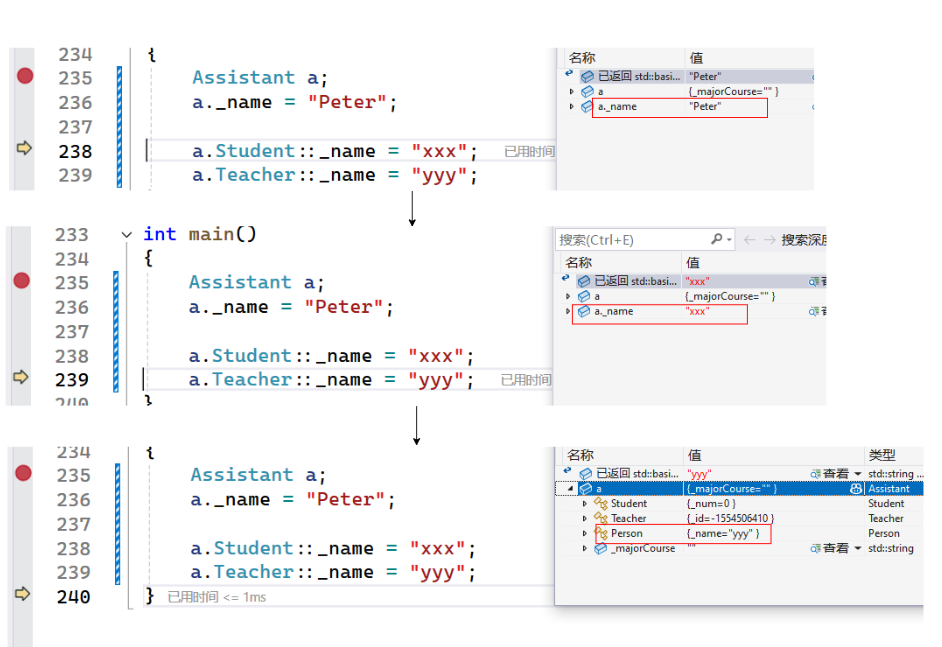 234 {
235 Assistant a;
236 a._name = "Peter";
237
238 a.Student::_name = "xxx"; 已用时间
239 a.Teacher::_name = "yyy";
名称 值
已返回 std::basi... "Peter"
a {_majorCourse="" }
a._name "Peter"
233 int main()
234 {
235 Assistant a;
236 a._name = "Peter";
237
238 a.Student::_name = "xxx";
239 a.Teacher::_name = "yyy"; 已用时间
240 }
搜索(Ctrl+E) 搜索深度
名称 值
已返回 std::basi... "xxx"
a {_majorCourse="" }
a._name "xxx"
234 {
235 Assistant a;
236 a._name = "Peter";
237
238 a.Student::_name = "xxx";
239 a.Teacher::_name = "yyy";
240 } 已用时间 <= 1ms
名称 值 类型
已返回 std::basi... "yyy" 查看 std::string ...
a {_majorCourse="" } Assistant
Student {_num=0 } Student
Teacher {_id=-1554506410 } Teacher
Person {_name="yyy" } Person
_majorCourse "" 查看 std::string